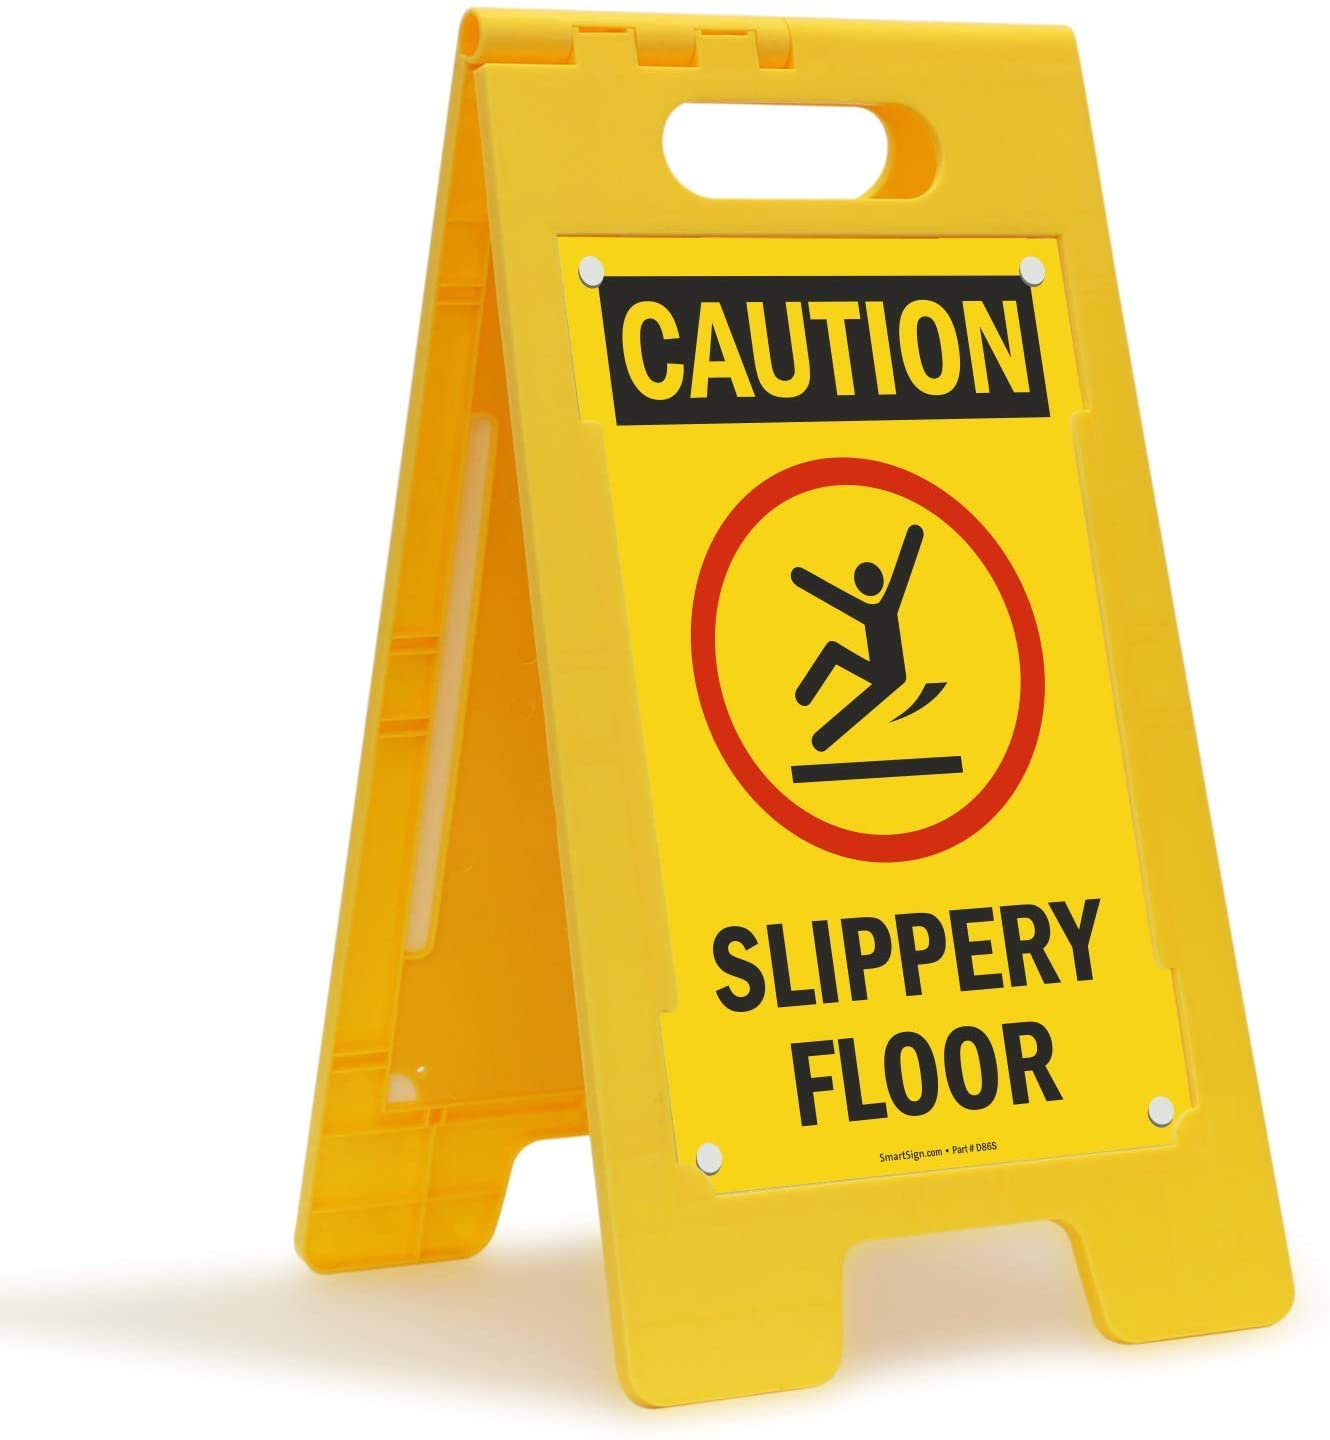 CAUTION
SLIPPERY
FLOOR
SmartSign.com • Part # D86S